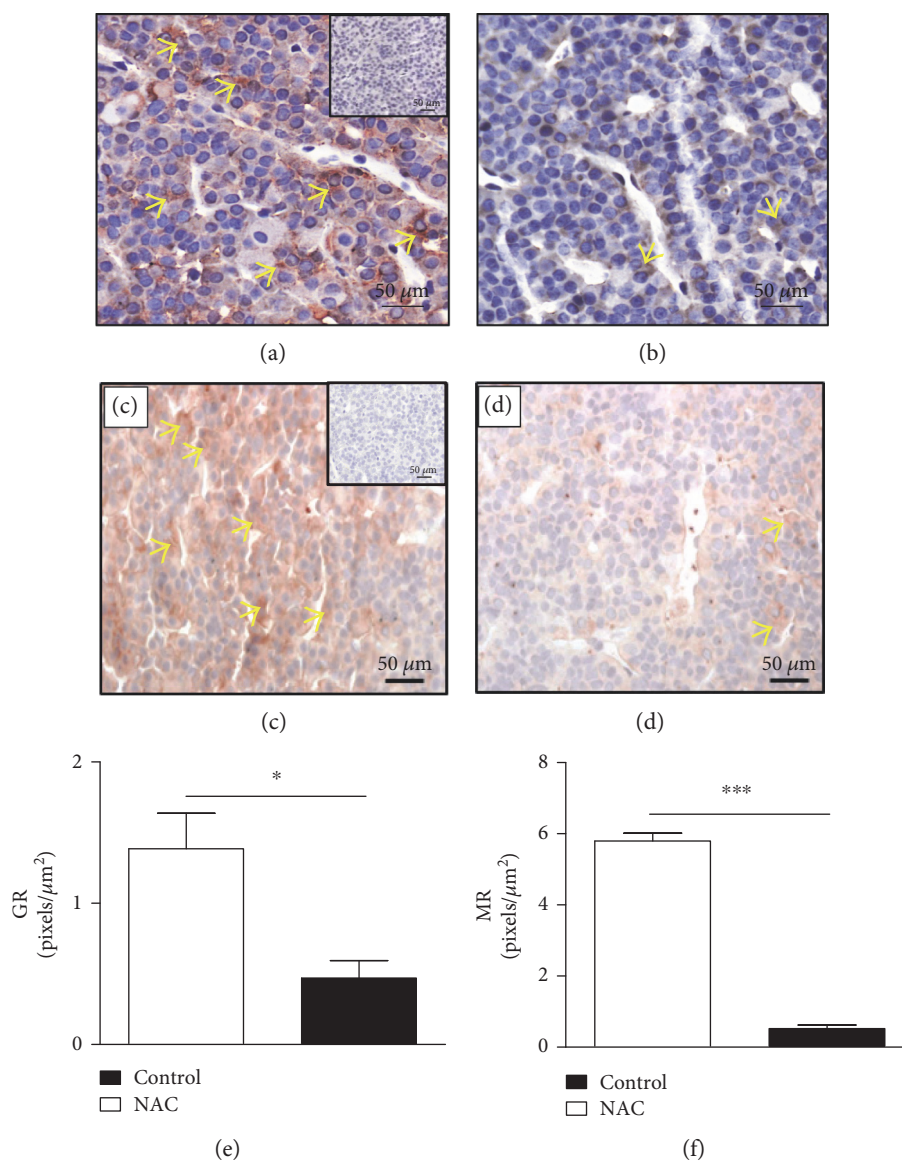 50 μm
50 μm
50 μm
(a)
(b)
(c)
50 μm
50 μm
(d)
50 μm
(c)
(d)
2
1
0
GR
(pixels/μm²)
*
Control
NAC
(e)
8
6
4
2
0
MR
(pixels/μm²)
***
Control
NAC
(f)